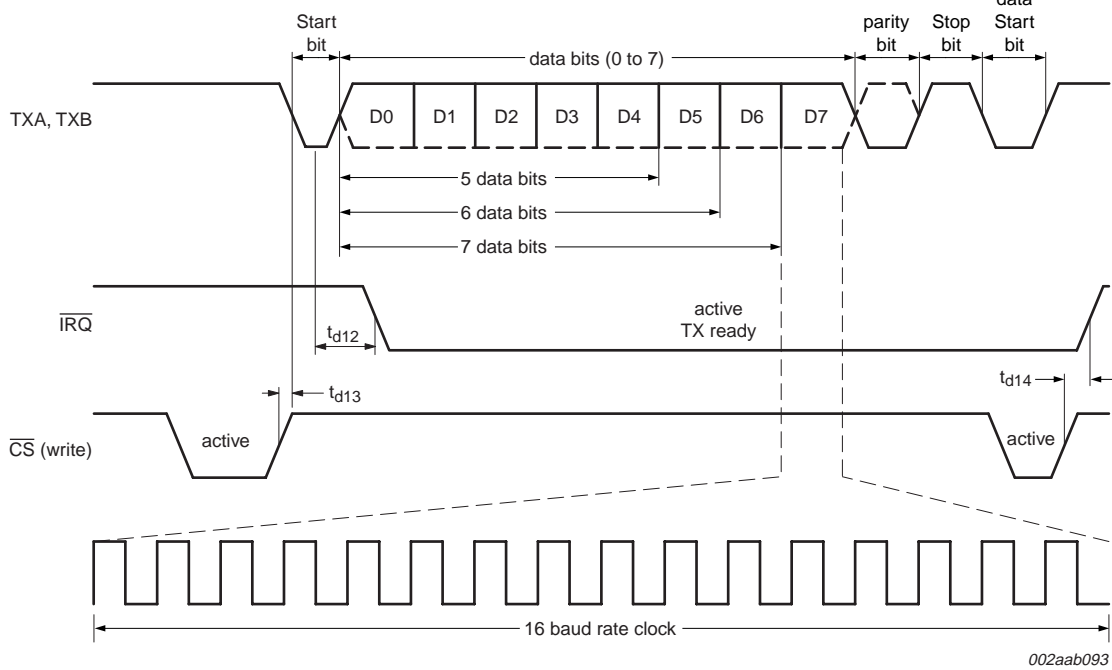 data
Start
bit
parity
bit
Stop
bit
Start
bit
data bits (0 to 7)
TXA, TXB
D0 D1 D2 D3 D4 D5 D6 D7
5 data bits
6 data bits
7 data bits
IRQ
active
TX ready
td12
td13
td14
CS (write)
active
active
16 baud rate clock
002aab093